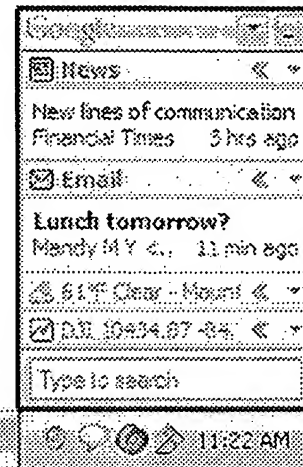 Google
News
New lines of communication
Financial Times 3 hrs ago
Email
Lunch tomorrow?
Mandy M Y <.. 11 min ago
61°F Clear - Mount
DJI 10434.87 -84.
Type to search
11:22 AM